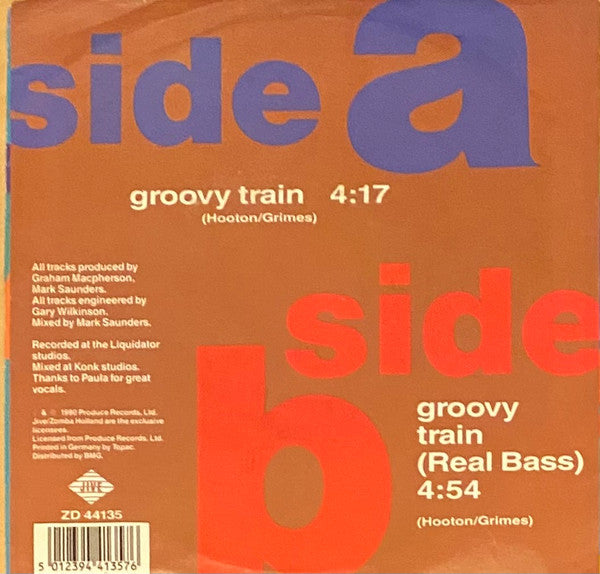 side a
groovy train 4:17
(Hooton/Grimes)
All tracks produced by
Graham Macpherson,
Mark Saunders.
All tracks engineered by
Gary Wilkinson.
Mixed by Mark Saunders.
Recorded at the Liquidator
studios.
Mixed at Konk studios.
Thanks to Paula for great
vocals.
& ℗ 1990 Produce Records, Ltd.
Jive/Zomba Holland are the exclusive
licensees.
Licensed from Produce Records, Ltd.
Printed in Germany by Topac.
Distributed by BMG.
JIVE
ZD 44135
5 012394 413576
side
b
groovy
train
(Real Bass)
4:54
(Hooton/Grimes)